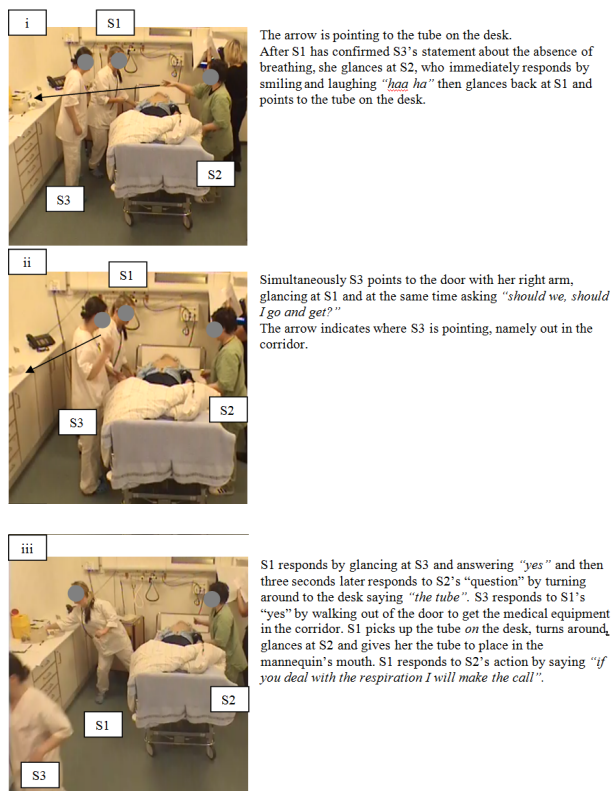 i
S1
The arrow is pointing to the tube on the desk.
After S1 has confirmed S3’s statement about the absence of
breathing, she glances at S2, who immediately responds by
smiling and laughing “haa ha” then glances back at S1 and
points to the tube on the desk.
S2
S3
ii
S1
Simultaneously S3 points to the door with her right arm,
glancing at S1 and at the same time asking “should we, should
I go and get?”
The arrow indicates where S3 is pointing, namely out in the
corridor.
S2
S3
iii
S1 responds by glancing at S3 and answering “yes” and then
three seconds later responds to S2’s “question” by turning
around to the desk saying “the tube”. S3 responds to S1’s
“yes” by walking out of the door to get the medical equipment
in the corridor. S1 picks up the tube on the desk, turns around,
glances at S2 and gives her the tube to place in the
mannequin’s mouth. S1 responds to S2’s action by saying “if
you deal with the respiration I will make the call”.
S2
S1
S3